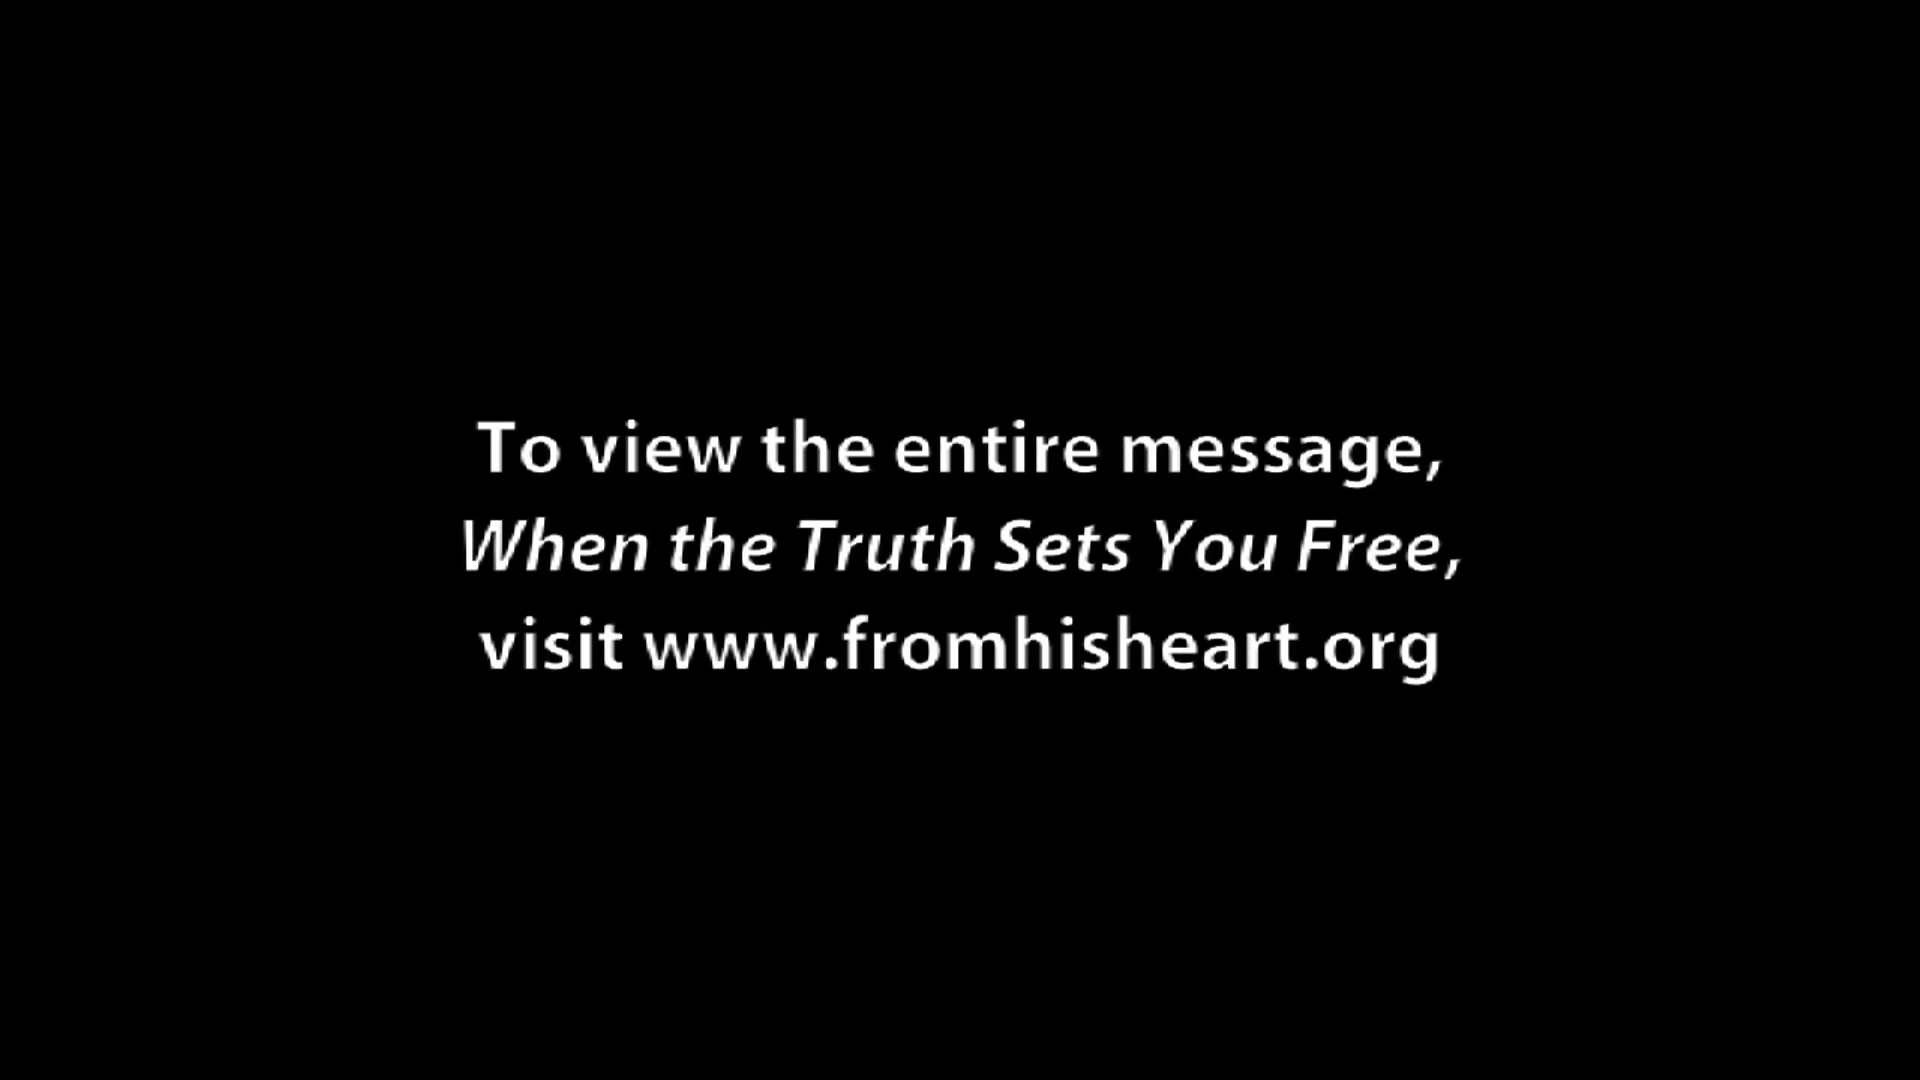 To view the entire message,
When the Truth Sets You Free,
visit www.fromhisheart.org